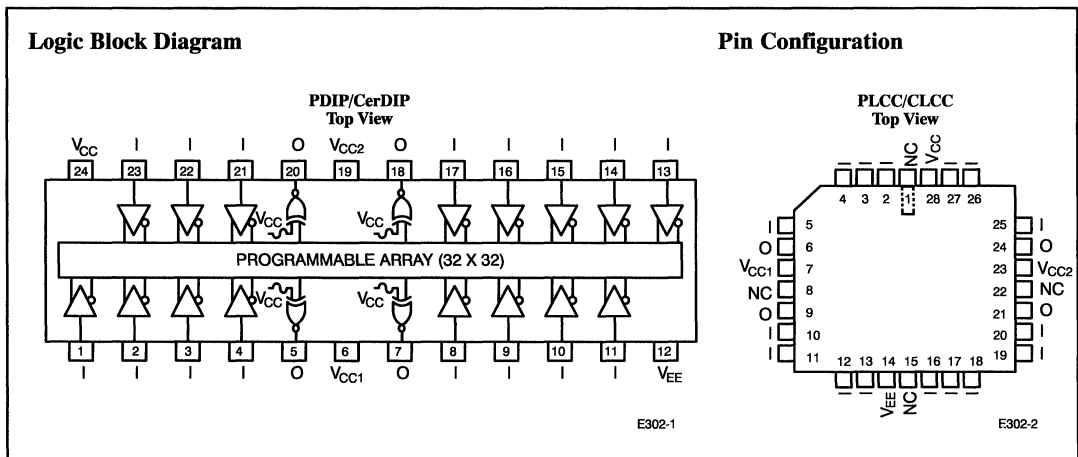 Logic Block Diagram
PDIP/CerDIP
Top View
VCC I I I O VCC2 O I I I I I
24 23 22 21 20 19 18 17 16 15 14 13
VCC VCC
PROGRAMMABLE ARRAY (32 X 32)
VCC VCC
1 2 3 4 5 6 7 8 9 10 11 12
I I I I O VCC1 O I I I I VEE
E302-1
Pin Configuration
PLCC/CLCC
Top View
I I I NC VCC I I
4 3 2 1 28 27 26
I 5 25 I
O 6 24 O
VCC1 7 23 VCC2
NC 8 22 NC
O 9 21 O
I 10 20 I
I 11 19 I
12 13 14 15 16 17 18
I I VEE NC I I I
E302-2